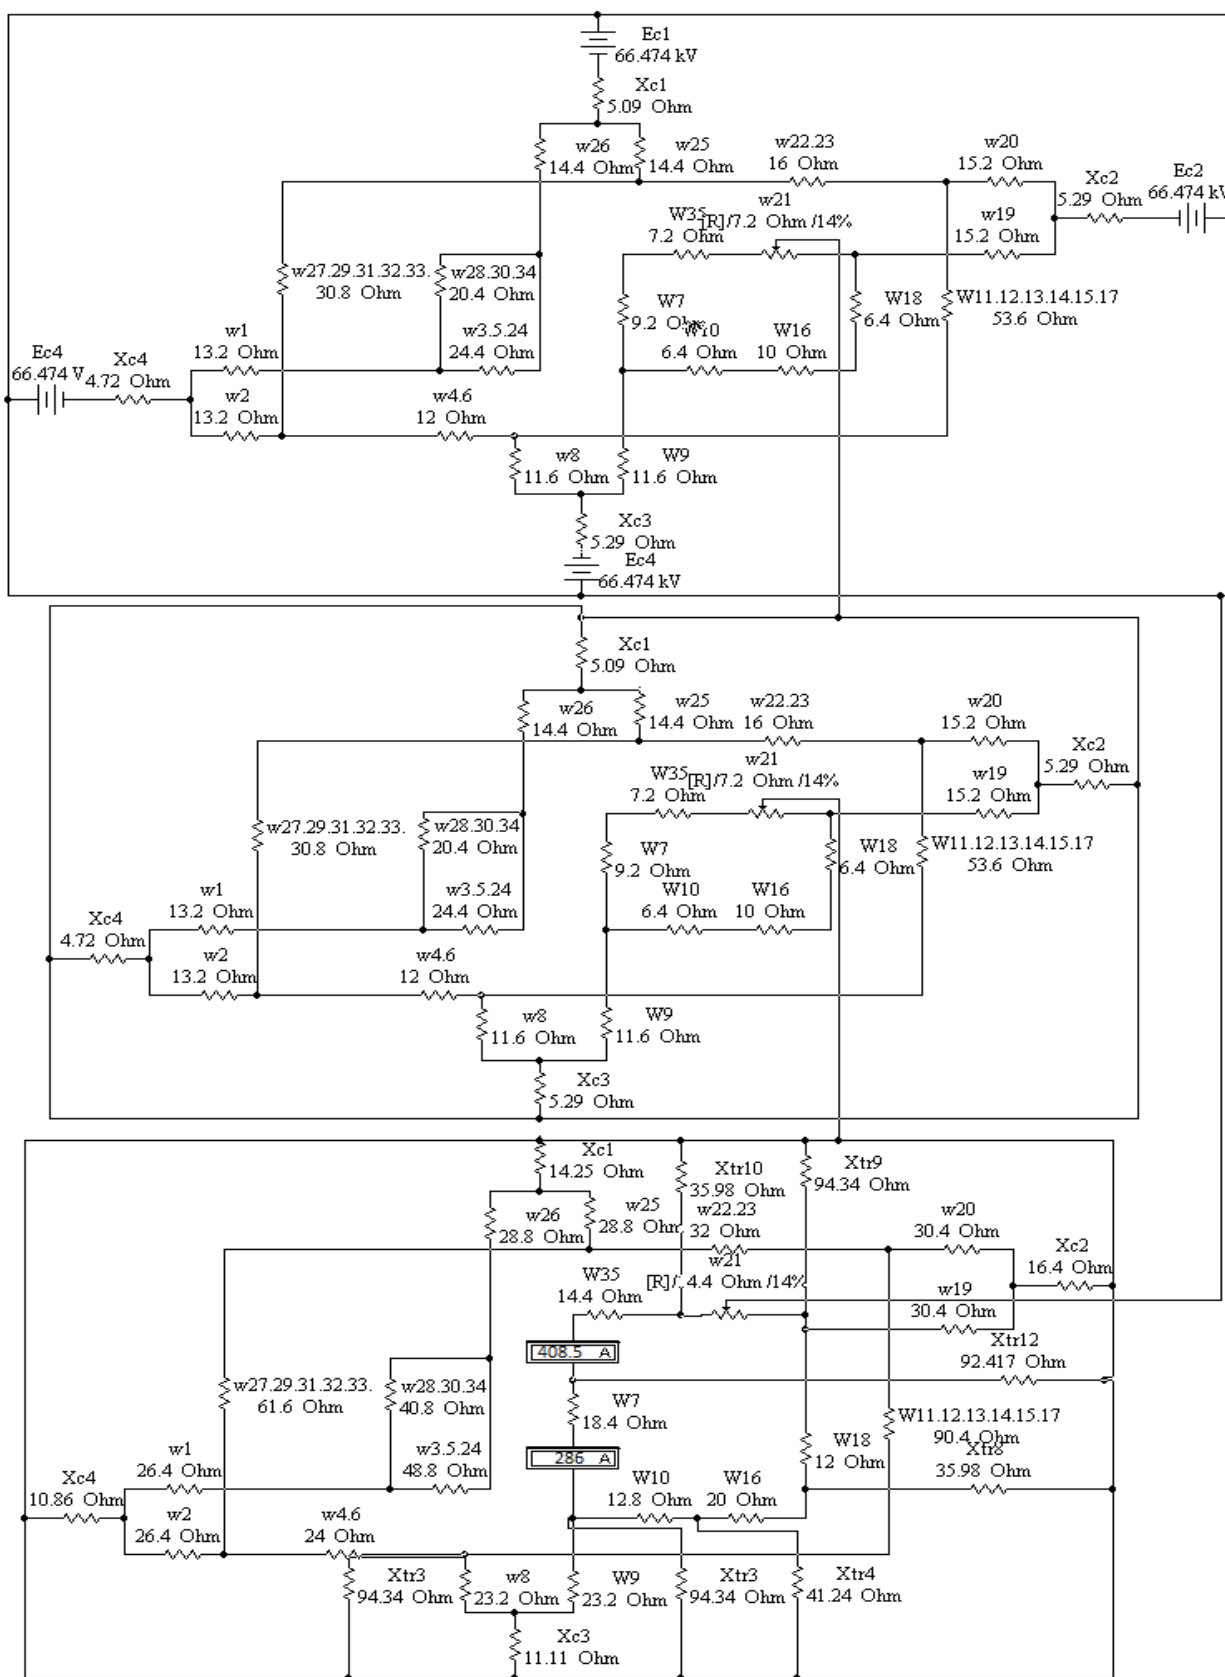 Ec1
66.474 kV
Xc1
5.09 Ohm
w26
14.4 Ohm
w25
14.4 Ohm
w22.23
16 Ohm
w20
15.2 Ohm
Xc2
5.29 Ohm
Ec2
66.474 kV
w21
[R]/7.2 Ohm /14%
W35
7.2 Ohm
w19
15.2 Ohm
w27.29.31.32.33.
30.8 Ohm
w28.30.34
20.4 Ohm
W7
9.2 Ohm
W18
6.4 Ohm
W11.12.13.14.15.17
53.6 Ohm
w1
13.2 Ohm
w3.5.24
24.4 Ohm
W10
6.4 Ohm
W16
10 Ohm
Ec4
66.474 V
Xc4
4.72 Ohm
w2
13.2 Ohm
w4.6
12 Ohm
w8
11.6 Ohm
W9
11.6 Ohm
Xc3
5.29 Ohm
Ec4
66.474 kV
Xc1
5.09 Ohm
w26
14.4 Ohm
w25
14.4 Ohm
w22.23
16 Ohm
w20
15.2 Ohm
Xc2
5.29 Ohm
w21
[R]/7.2 Ohm /14%
W35
7.2 Ohm
w19
15.2 Ohm
w27.29.31.32.33.
30.8 Ohm
w28.30.34
20.4 Ohm
W7
9.2 Ohm
W18
6.4 Ohm
W11.12.13.14.15.17
53.6 Ohm
w1
13.2 Ohm
w3.5.24
24.4 Ohm
W10
6.4 Ohm
W16
10 Ohm
Xc4
4.72 Ohm
w2
13.2 Ohm
w4.6
12 Ohm
w8
11.6 Ohm
W9
11.6 Ohm
Xc3
5.29 Ohm
Xc1
14.25 Ohm
Xtr10
35.98 Ohm
Xtr9
94.34 Ohm
w26
28.8 Ohm
w25
28.8 Ohm
w22.23
32 Ohm
w20
30.4 Ohm
Xc2
16.4 Ohm
w21
4.4 Ohm /14%
W35
14.4 Ohm
w19
30.4 Ohm
408.5 A
Xtr12
92.417 Ohm
w27.29.31.32.33.
61.6 Ohm
w28.30.34
40.8 Ohm
W7
18.4 Ohm
W11.12.13.14.15.17
90.4 Ohm
W18
12 Ohm
Xtr8
35.98 Ohm
w1
26.4 Ohm
w3.5.24
48.8 Ohm
286 A
W10
12.8 Ohm
W16
20 Ohm
Xc4
10.86 Ohm
w2
26.4 Ohm
w4.6
24 Ohm
Xtr3
94.34 Ohm
w8
23.2 Ohm
W9
23.2 Ohm
Xtr3
94.34 Ohm
Xtr4
41.24 Ohm
Xc3
11.11 Ohm